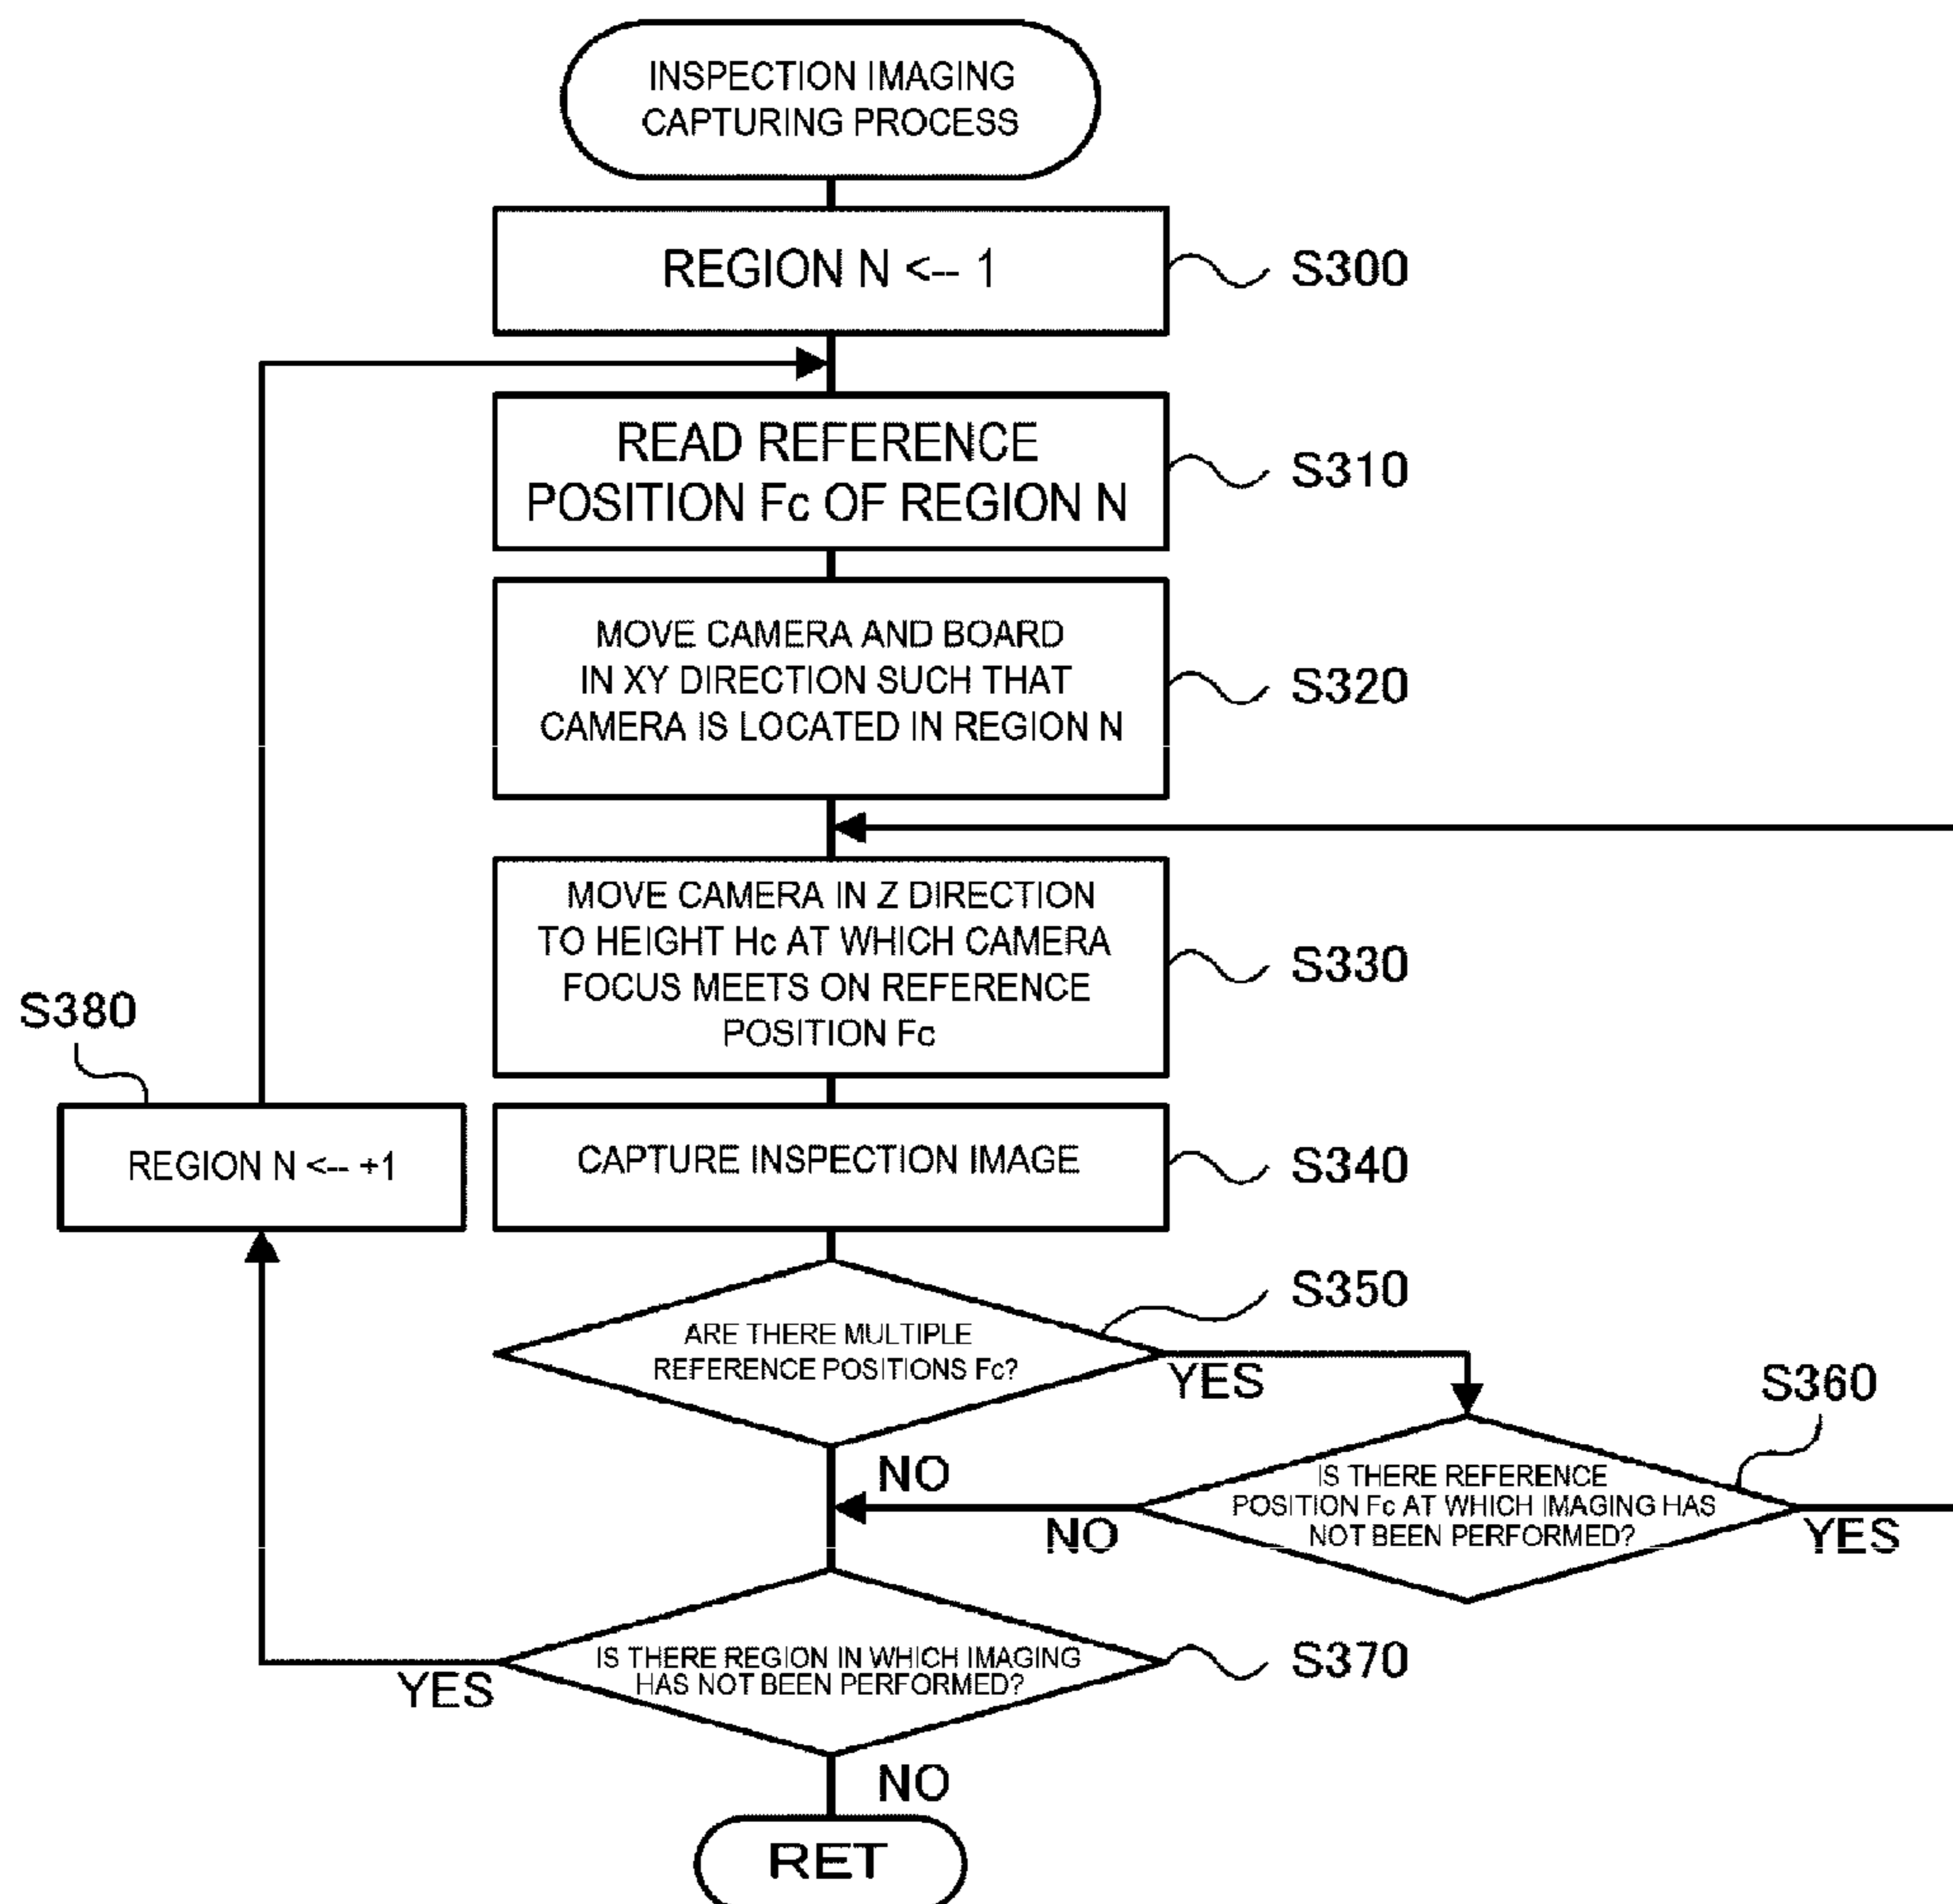 INSPECTION IMAGING
CAPTURING PROCESS
REGION N <-- 1
S300
READ REFERENCE
POSITION Fc OF REGION N
S310
MOVE CAMERA AND BOARD
IN XY DIRECTION SUCH THAT
CAMERA IS LOCATED IN REGION N
S320
MOVE CAMERA IN Z DIRECTION
TO HEIGHT Hc AT WHICH CAMERA
FOCUS MEETS ON REFERENCE
POSITION Fc
S330
S380
REGION N <-- +1
CAPTURE INSPECTION IMAGE
S340
ARE THERE MULTIPLE
REFERENCE POSITIONS Fc?
S350
YES
NO
S360
IS THERE REFERENCE
POSITION Fc AT WHICH IMAGING HAS
NOT BEEN PERFORMED?
NO
YES
IS THERE REGION IN WHICH IMAGING
HAS NOT BEEN PERFORMED?
S370
YES
NO
RET